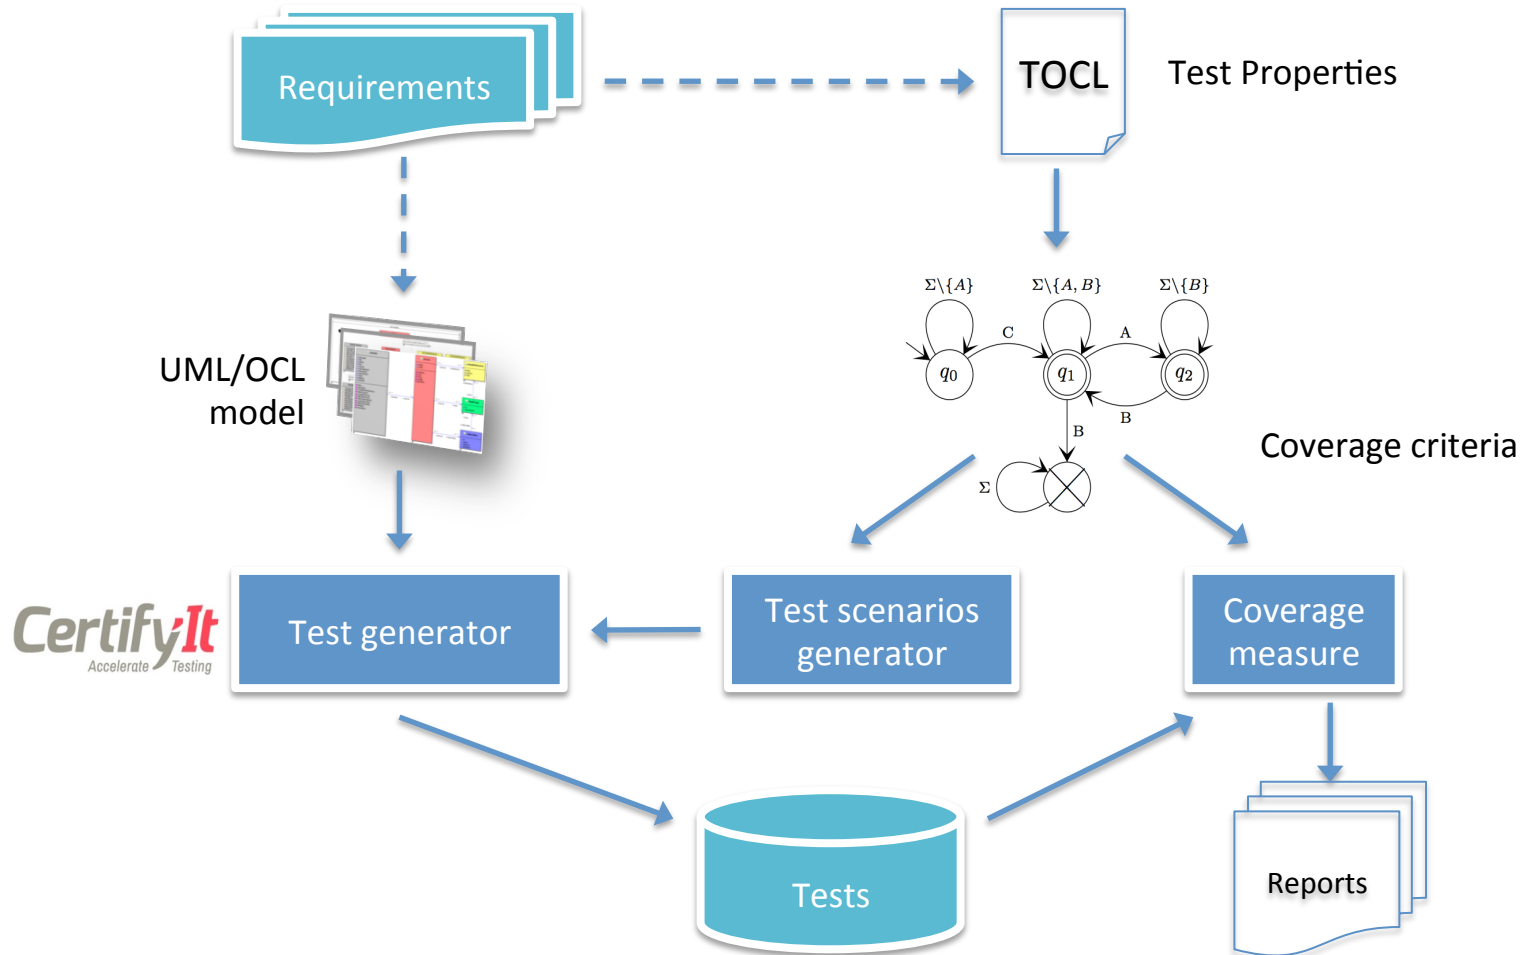 Requirements
TOCL
Test Properties
Σ\{A}
Σ\{A, B}
Σ\{B}
C
A
q0
q1
q2
B
B
Σ
UML/OCL
model
Coverage criteria
CertifyIt
Accelerate Testing
Test generator
Test scenarios
generator
Coverage
measure
Tests
Reports